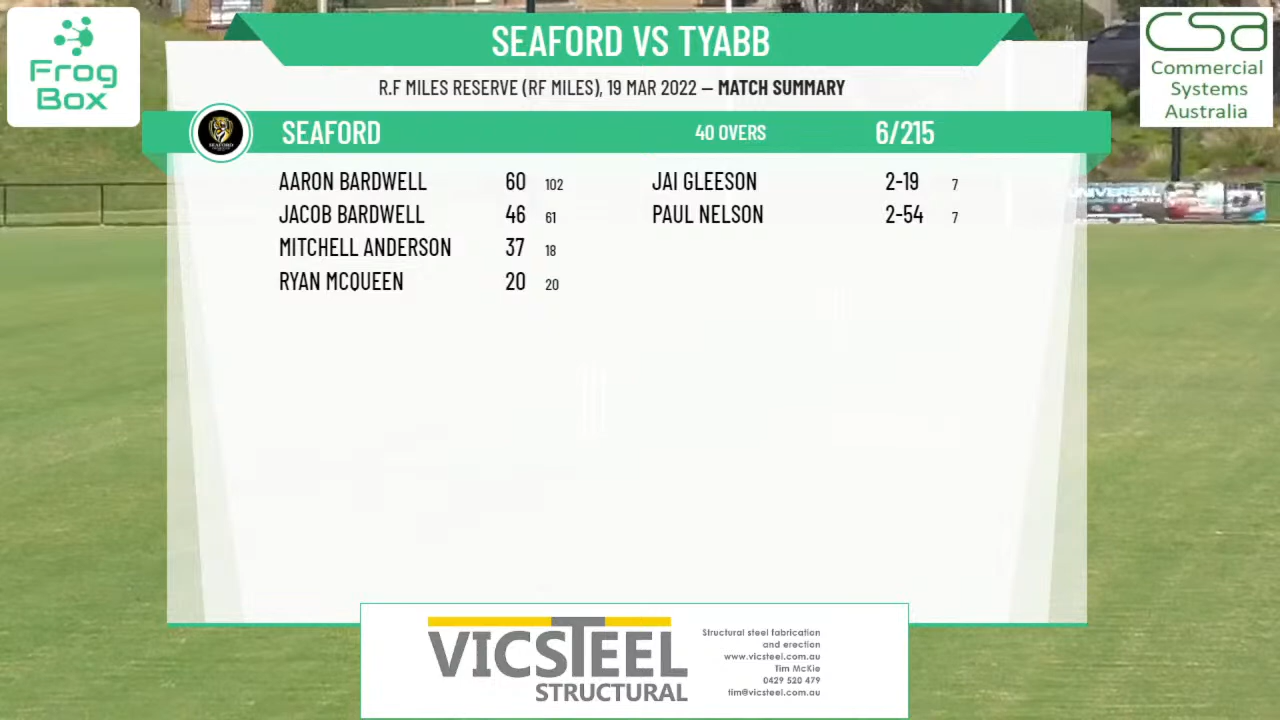 Frog
Box
SEAFORD VS TYABB
csa
Commercial
Systems
Australia
R.F MILES RESERVE (RF MILES), 19 MAR 2022 – MATCH SUMMARY
SEAFORD 40 OVERS 6/215
AARON BARDWELL 60 102 JAI GLEESON 2-19 7
JACOB BARDWELL 46 61 PAUL NELSON 2-54 7
MITCHELL ANDERSON 37 18
RYAN MCQUEEN 20 20
UNIVERSAL
VICSTEEL
STRUCTURAL
Structural steel fabrication
and erection
www.vicsteel.com.au
Tim McKie
0429 520 479
tim@vicsteel.com.au